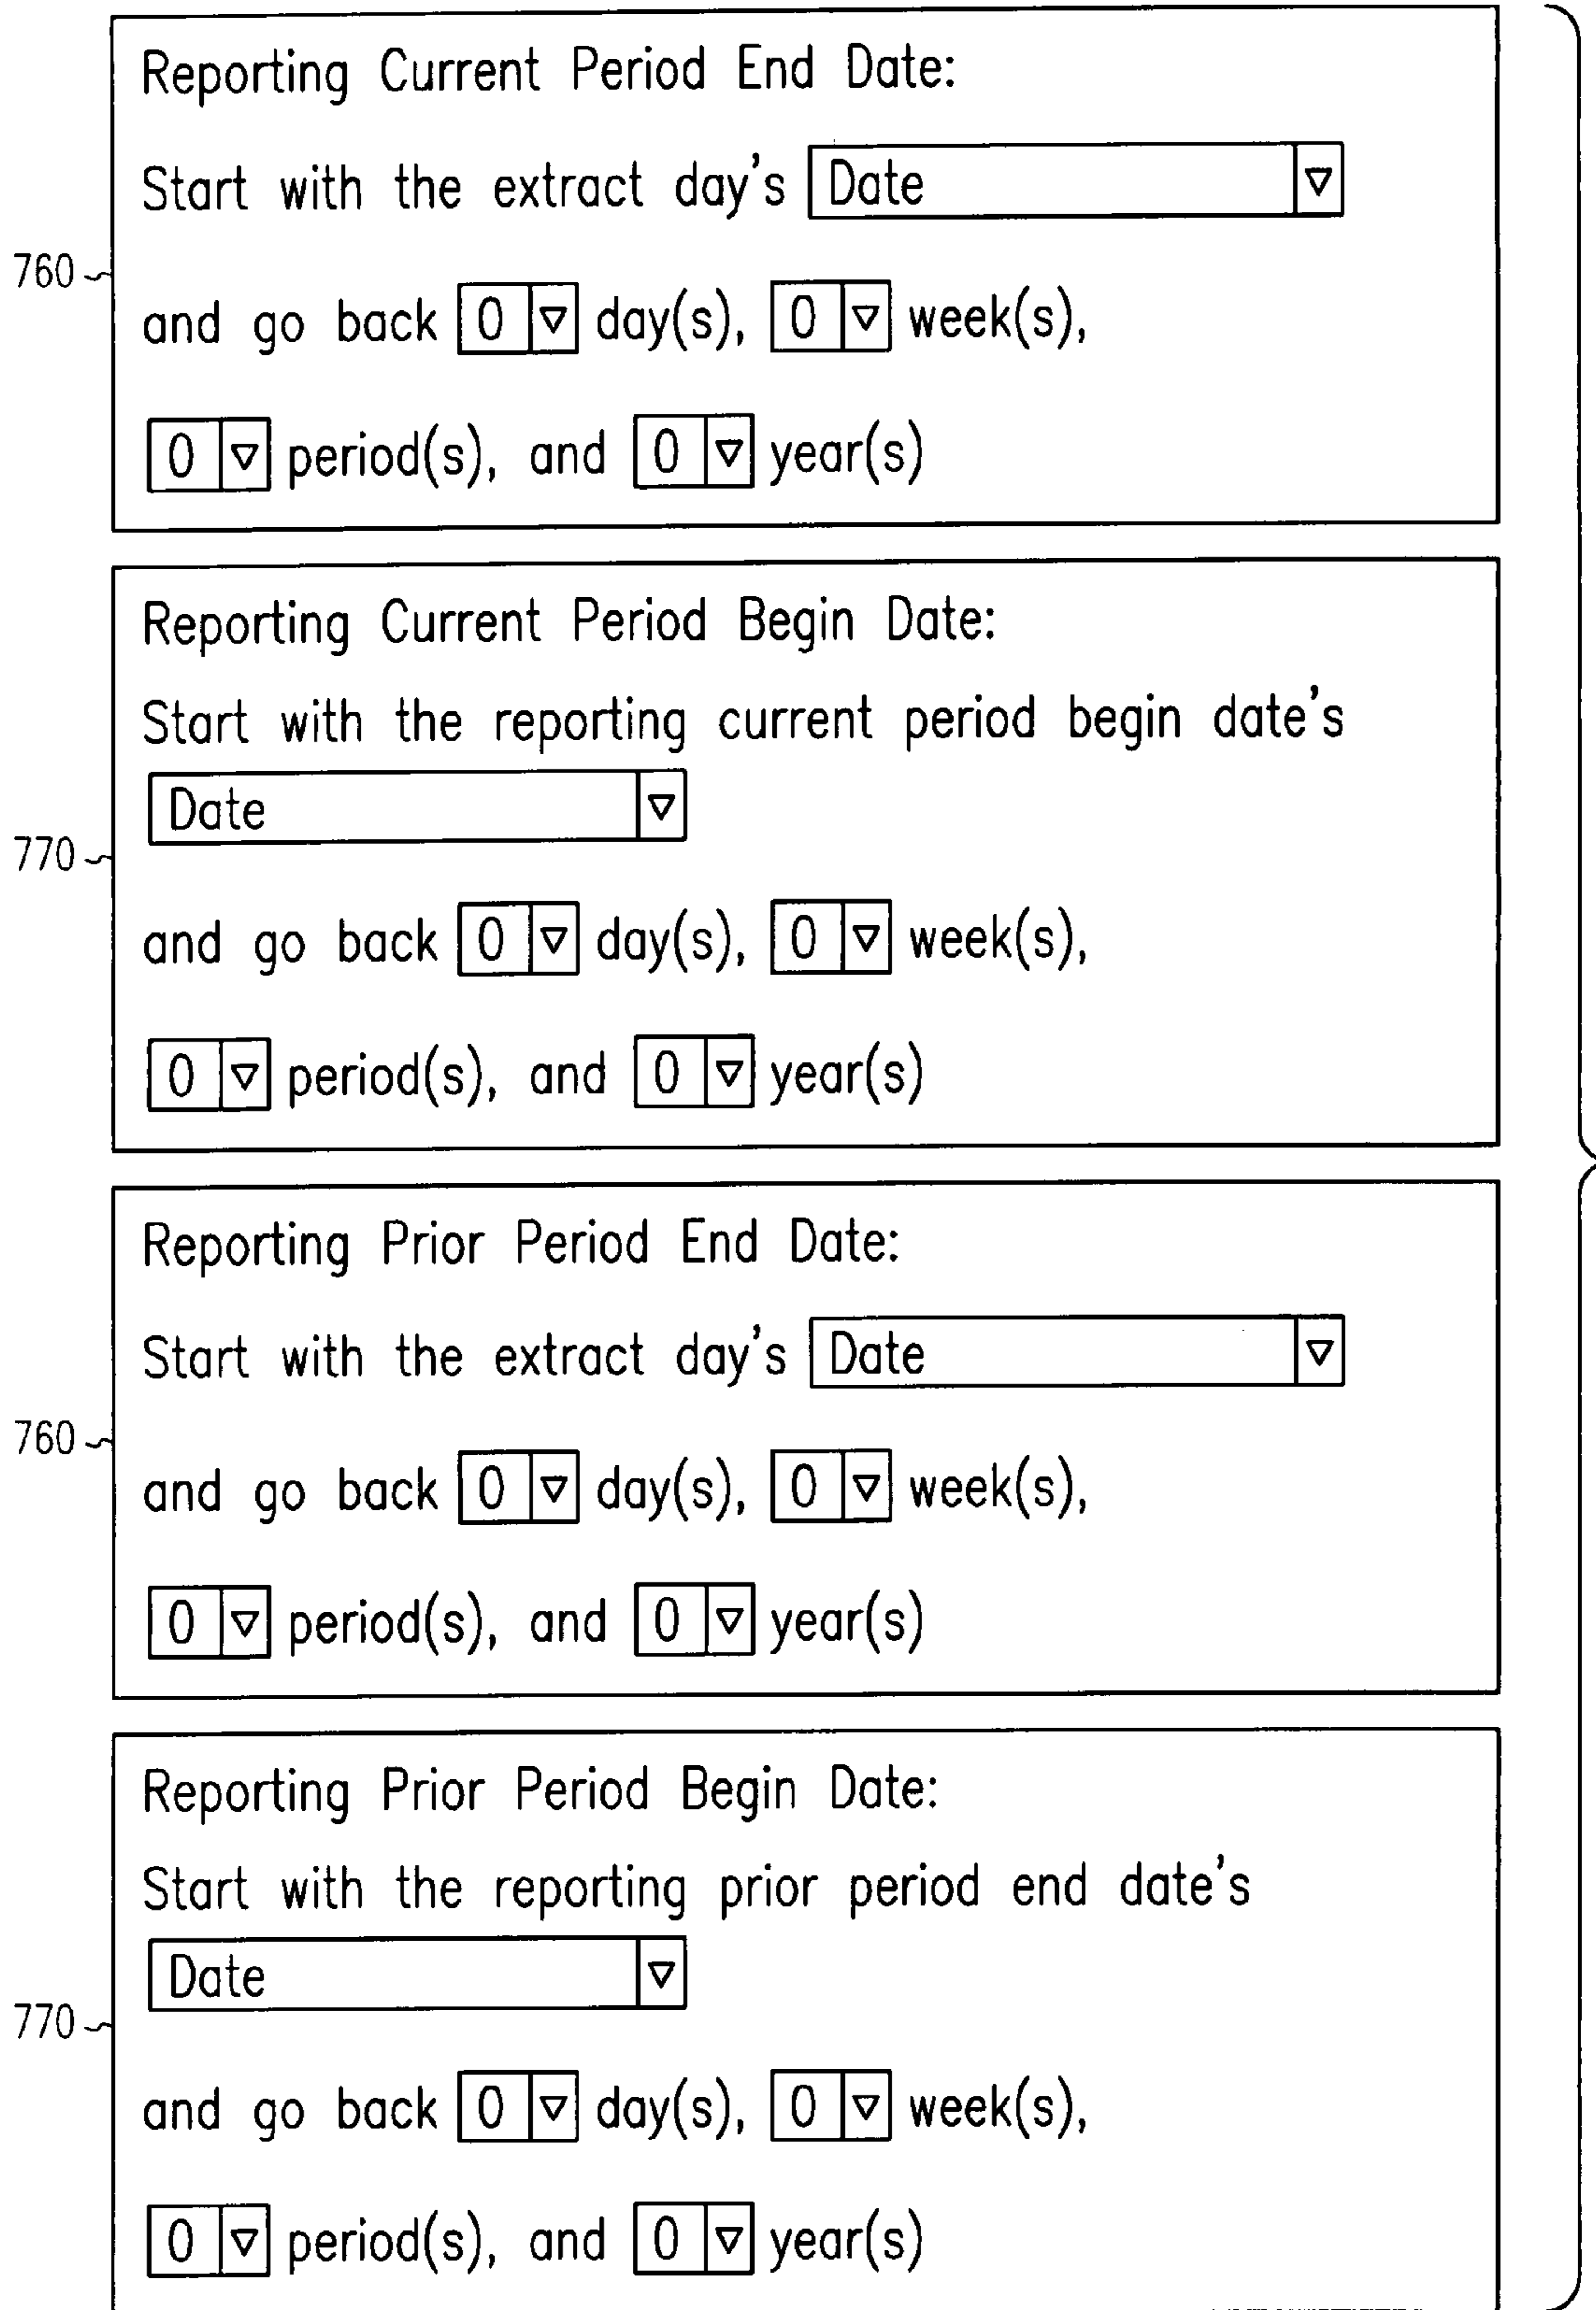 Reporting Current Period End Date:
Start with the extract day's Date
760
and go back 0 day(s), 0 week(s),
0 period(s), and 0 year(s)
Reporting Current Period Begin Date:
Start with the reporting current period begin date's
Date
770
and go back 0 day(s), 0 week(s),
0 period(s), and 0 year(s)
Reporting Prior Period End Date:
Start with the extract day's Date
760
and go back 0 day(s), 0 week(s),
0 period(s), and 0 year(s)
Reporting Prior Period Begin Date:
Start with the reporting prior period end date's
Date
770
and go back 0 day(s), 0 week(s),
0 period(s), and 0 year(s)